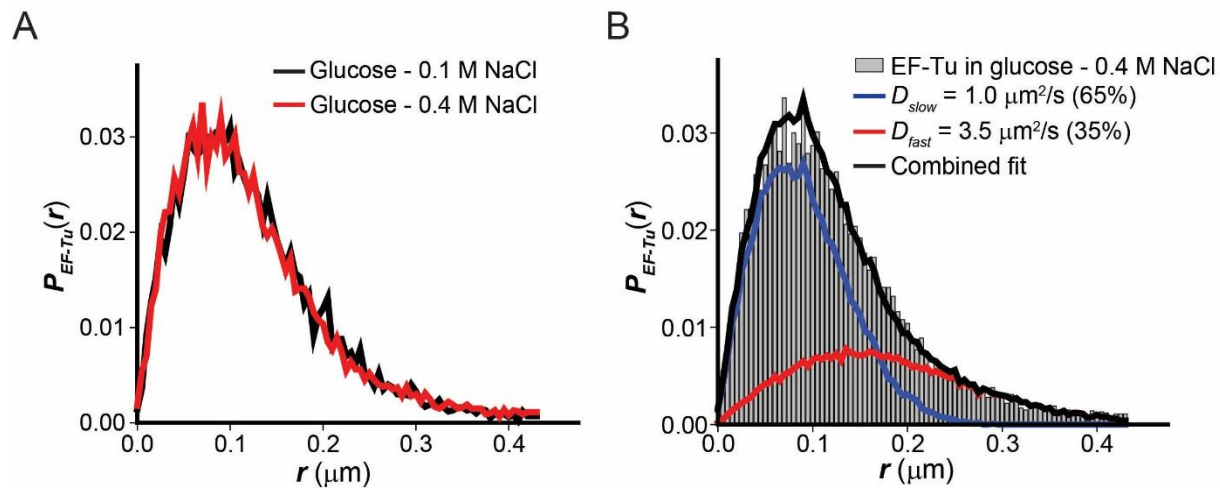 A
Glucose - 0.1 M NaCl
Glucose - 0.4 M NaCl
P_EF-Tu(r)
0.03
0.02
0.01
0.00
0.0 0.1 0.2 0.3 0.4
r (μm)
B
EF-Tu in glucose - 0.4 M NaCl
D_slow = 1.0 μm²/s (65%)
D_fast = 3.5 μm²/s (35%)
Combined fit
P_EF-Tu(r)
0.03
0.02
0.01
0.00
0.0 0.1 0.2 0.3 0.4
r (μm)